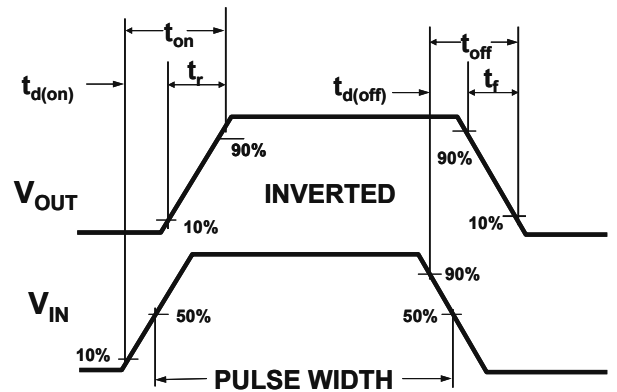 ton
toff
td(on)
tr
td(off)
tf
90%
90%
VOUT
INVERTED
10%
10%
90%
VIN
50%
50%
10%
PULSE WIDTH